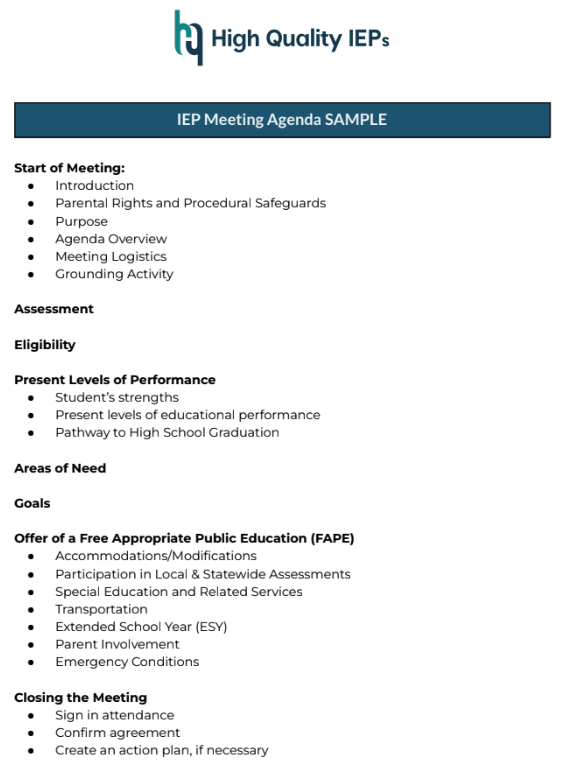 hq High Quality IEPs
IEP Meeting Agenda SAMPLE
Start of Meeting:
● Introduction
● Parental Rights and Procedural Safeguards
● Purpose
● Agenda Overview
● Meeting Logistics
● Grounding Activity
Assessment
Eligibility
Present Levels of Performance
● Student's strengths
● Present levels of educational performance
● Pathway to High School Graduation
Areas of Need
Goals
Offer of a Free Appropriate Public Education (FAPE)
● Accommodations/Modifications
● Participation in Local & Statewide Assessments
● Special Education and Related Services
● Transportation
● Extended School Year (ESY)
● Parent Involvement
● Emergency Conditions
Closing the Meeting
● Sign in attendance
● Confirm agreement
● Create an action plan, if necessary